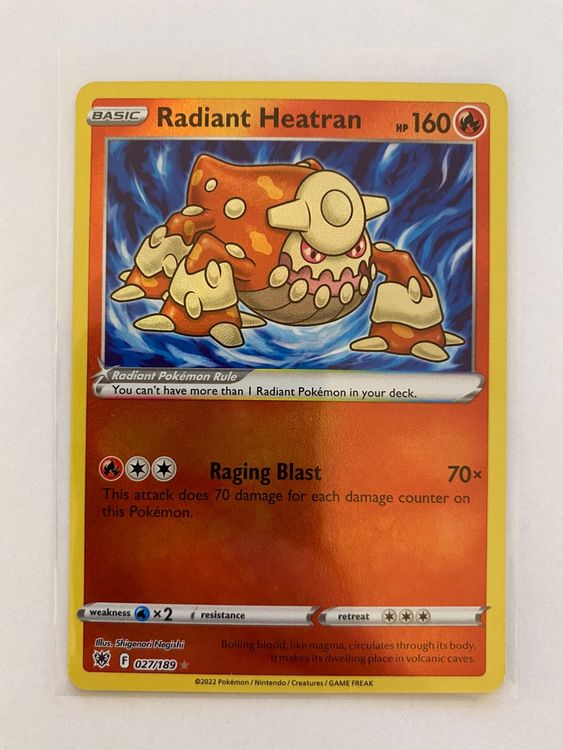 BASIC Radiant Heatran HP 160
Radiant Pokémon Rule
You can't have more than 1 Radiant Pokémon in your deck.
Raging Blast 70×
This attack does 70 damage for each damage counter on
this Pokémon.
weakness ×2 resistance retreat
Illus. Shigenori Negishi
Boiling blood, like magma, circulates through its body.
F 027/189 It makes its dwelling place in volcanic caves.
©2022 Pokémon / Nintendo / Creatures / GAME FREAK